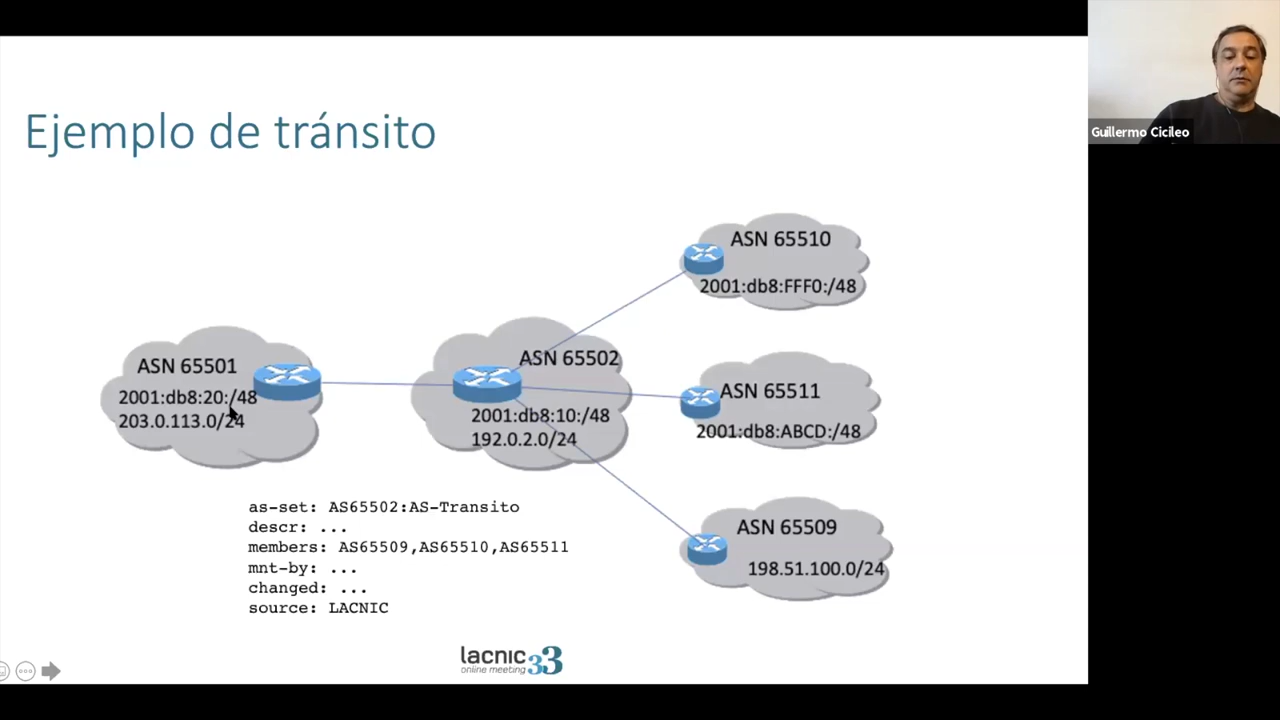 Guillermo Cicileo
Ejemplo de tránsito
ASN 65510
2001:db8:FFF0:/48
ASN 65501
2001:db8:20:/48
203.0.113.0/24
ASN 65502
2001:db8:10:/48
192.0.2.0/24
ASN 65511
2001:db8:ABCD:/48
ASN 65509
198.51.100.0/24
as-set: AS65502:AS-Transito
descr: ...
members: AS65509,AS65510,AS65511
mnt-by: ...
changed: ...
source: LACNIC
lacnic 33
online meeting